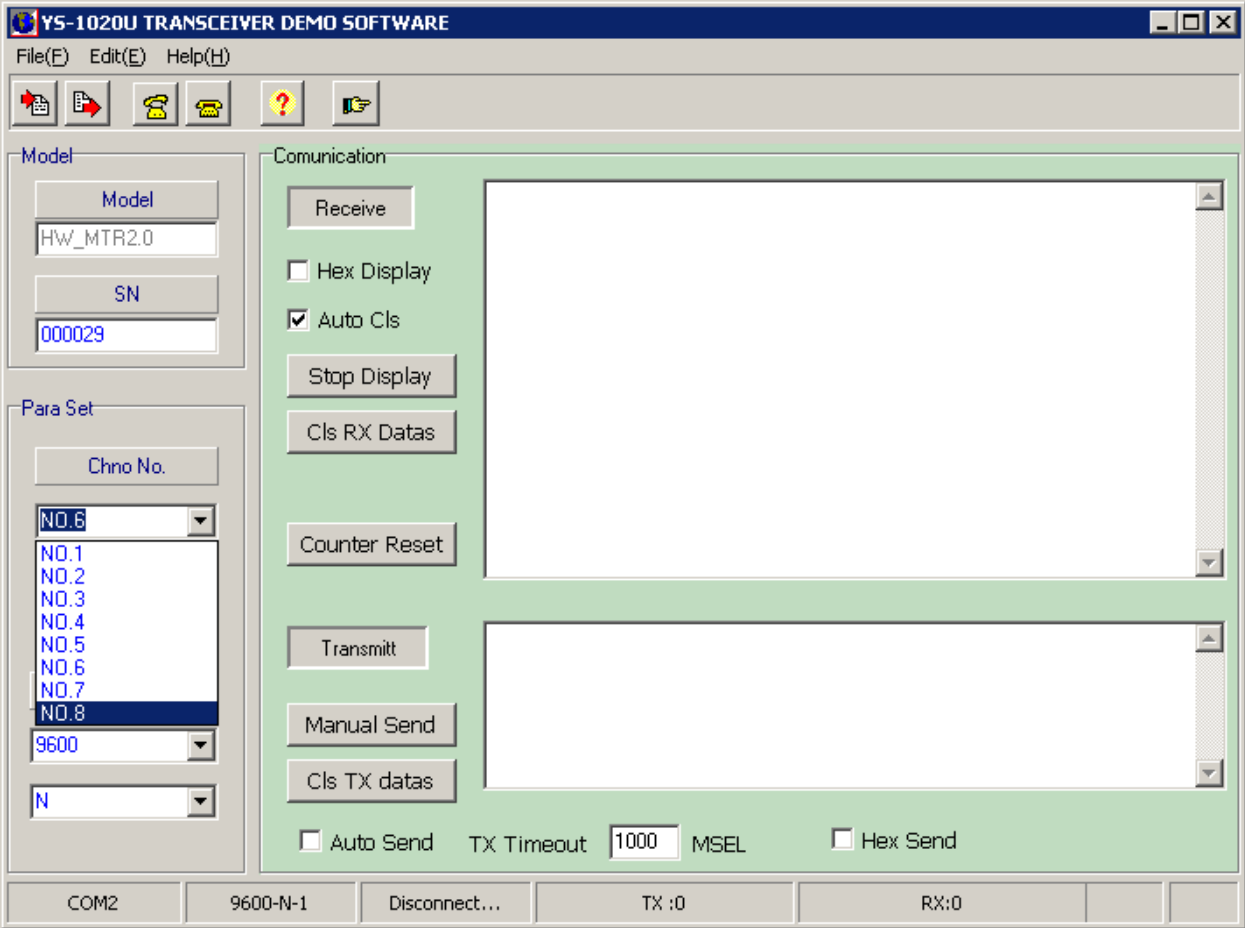 YS-1020U TRANSCEIVER DEMO SOFTWARE
File(F) Edit(E) Help(H)
Model
Model
HW_MTR2.0
SN
000029
Para Set
Chno No.
NO.6
NO.1
NO.2
NO.3
NO.4
NO.5
NO.6
NO.7
NO.8
9600
N
Comunication
Receive
Hex Display
Auto Cls
Stop Display
Cls RX Datas
Counter Reset
Transmitt
Manual Send
Cls TX datas
Auto Send TX Timeout 1000 MSEL Hex Send
COM2 9600-N-1 Disconnect... TX :0 RX:0